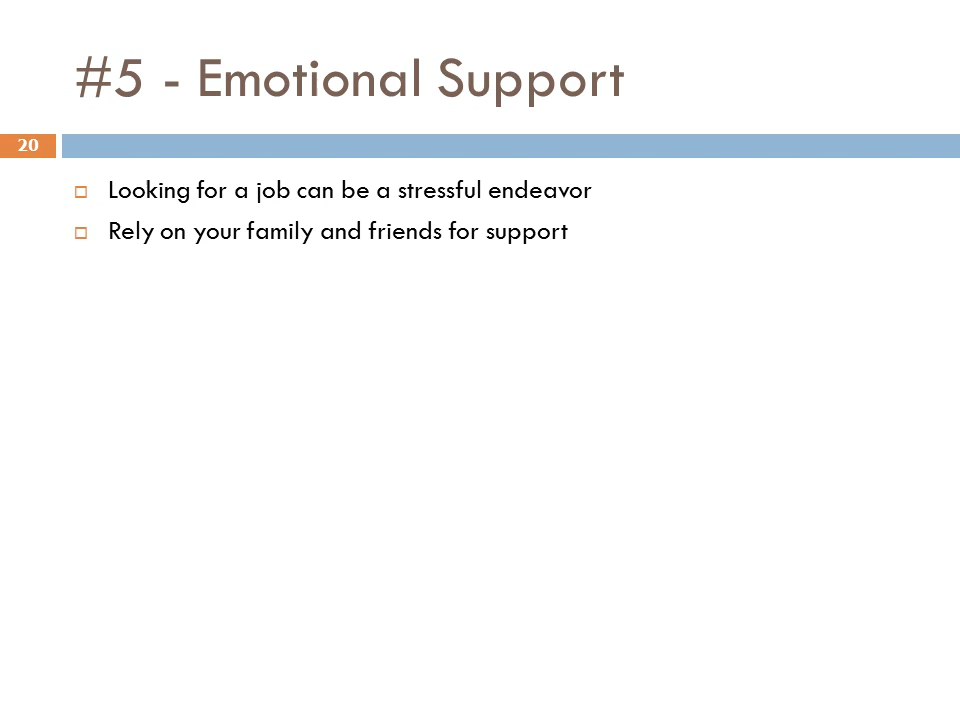 #5 - Emotional Support
20
Looking for a job can be a stressful endeavor
Rely on your family and friends for support